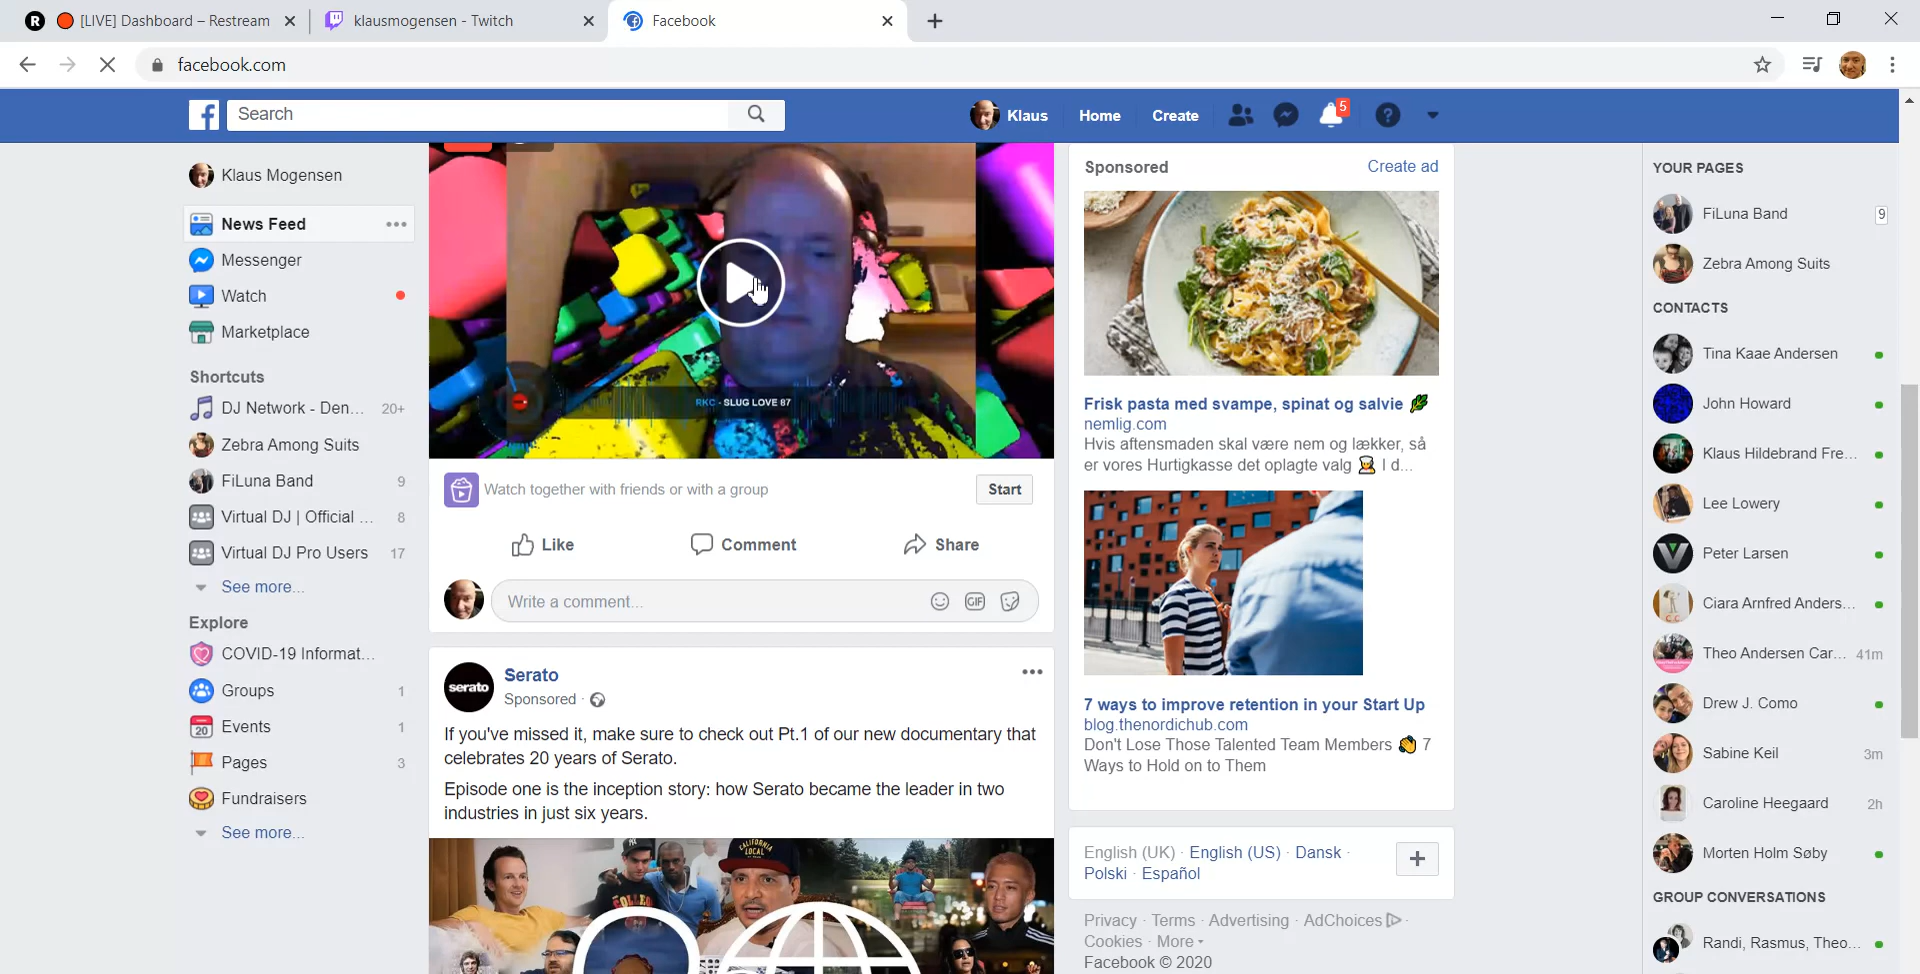 [LIVE] Dashboard – Restream
klausmogensen - Twitch
Facebook
facebook.com
Search
Klaus
Home
Create
5
Klaus Mogensen
News Feed
Messenger
Watch
Marketplace
Shortcuts
DJ Network - Den... 20+
Zebra Among Suits
FiLuna Band 9
Virtual DJ | Official ... 8
Virtual DJ Pro Users 17
See more...
Explore
COVID-19 Informat...
Groups 1
20 Events 1
Pages 3
Fundraisers
See more...
RKC - SLUG LOVE 87
Watch together with friends or with a group
Start
Like
Comment
Share
Write a comment...
GIF
serato
Serato
Sponsored ·
If you've missed it, make sure to check out Pt.1 of our new documentary that
celebrates 20 years of Serato.
Episode one is the inception story: how Serato became the leader in two
industries in just six years.
CALIFORNIA
LOCAL
Sponsored
Create ad
Frisk pasta med svampe, spinat og salvie
nemlig.com
Hvis aftensmaden skal være nem og lækker, så
er vores Hurtigkasse det oplagte valg I d...
7 ways to improve retention in your Start Up
blog.thenordichub.com
Don't Lose Those Talented Team Members 7
Ways to Hold on to Them
English (UK) · English (US) · Dansk ·
Polski · Español
Privacy · Terms · Advertising · AdChoices ·
Cookies · More
Facebook © 2020
YOUR PAGES
FiLuna Band 9
Zebra Among Suits
CONTACTS
Tina Kaae Andersen
John Howard
Klaus Hildebrand Fre...
Lee Lowery
Peter Larsen
Ciara Arnfred Anders...
Theo Andersen Car... 41m
Drew J. Como
Sabine Keil 3m
Caroline Heegaard 2h
Morten Holm Søby
GROUP CONVERSATIONS
Randi, Rasmus, Theo...